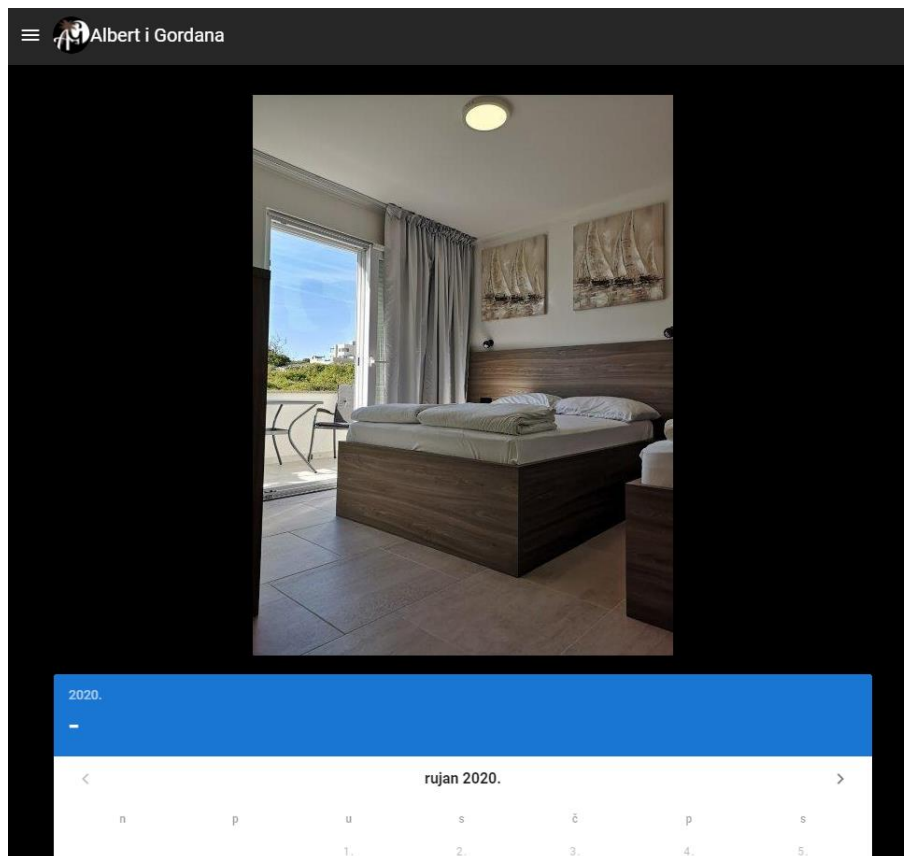 Albert i Gordana
2020.
-
rujan 2020.
n p u s č p s
1. 2. 3. 4. 5.